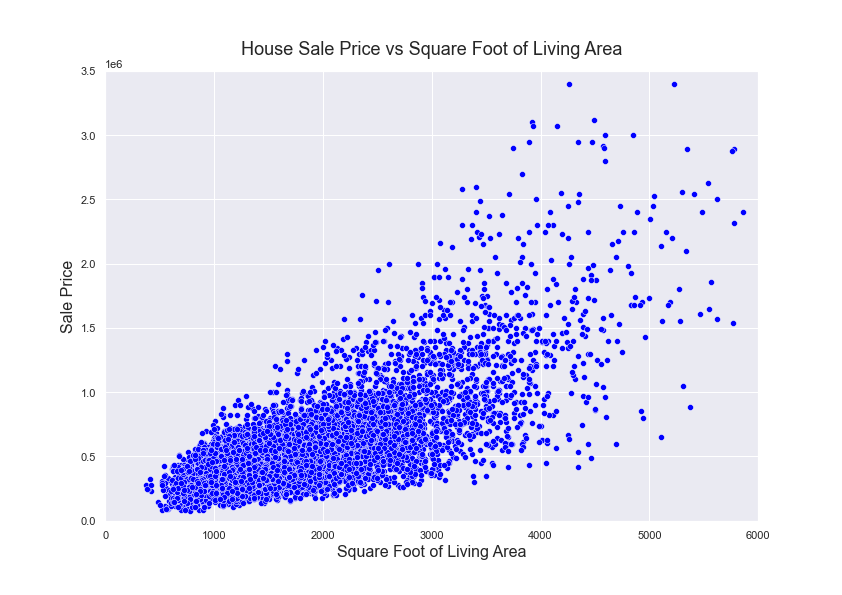 House Sale Price vs Square Foot of Living Area
1e6
3.5
3.0
2.5
2.0
1.5
1.0
0.5
0.0
Sale Price
0 1000 2000 3000 4000 5000 6000
Square Foot of Living Area